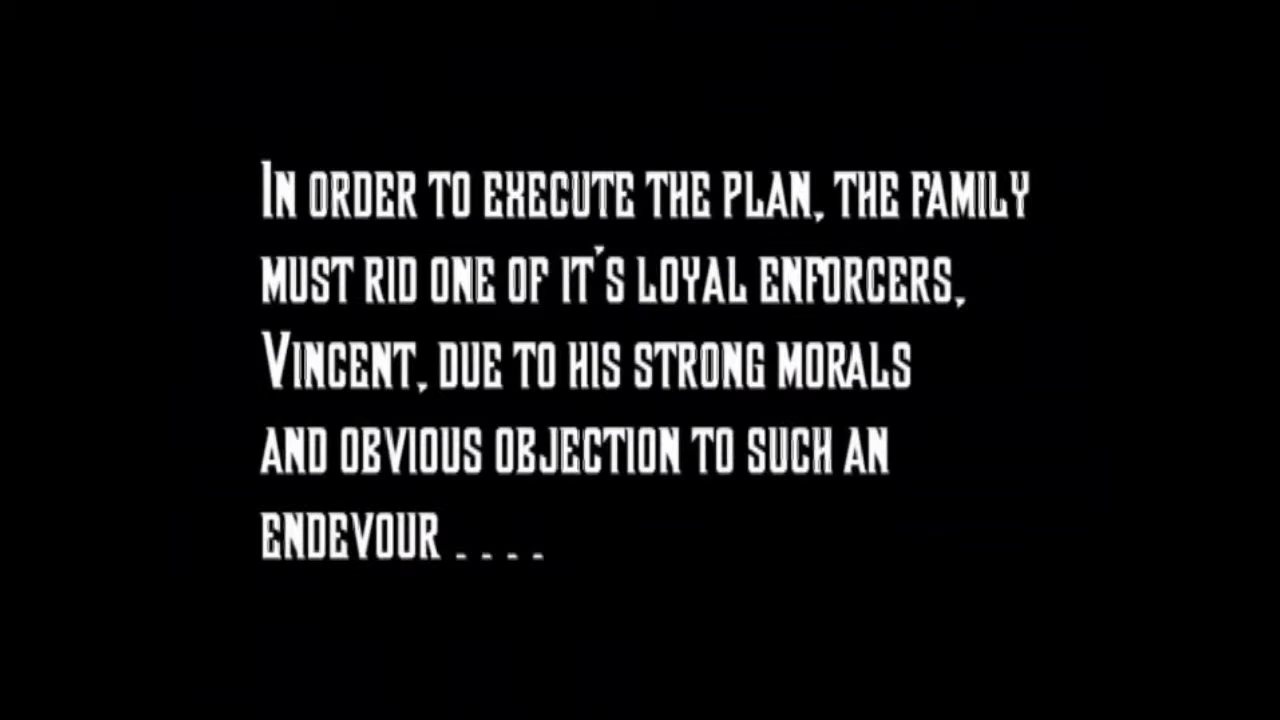 In order to execute the plan, the family
must rid one of it's loyal enforcers,
Vincent, due to his strong morals
and obvious objection to such an
endevour . . . .